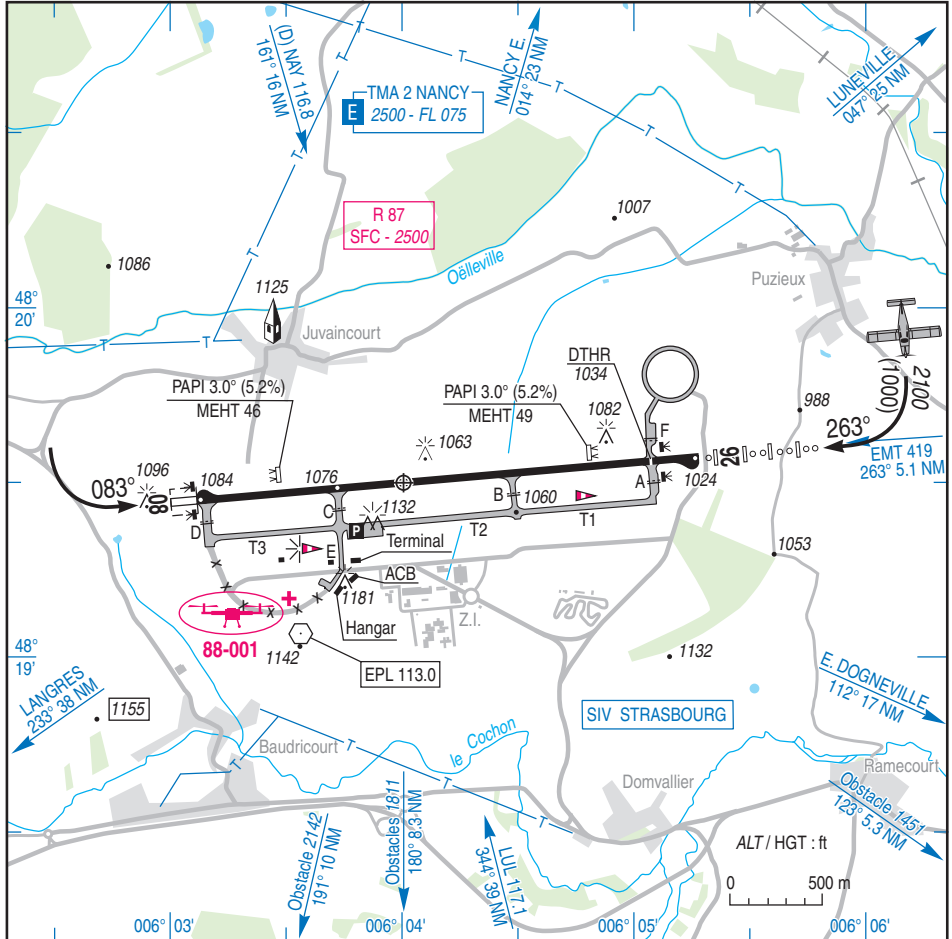 (D) NAY 116.8
161° 16 NM
TMA 2 NANCY
E
2500 - FL 075
NANCY E.
014° 23 NM
LUNEVILLE
047° 25 NM
R 87
SFC - 2500
1007
1086
Oëlleville
Puzieux
48°
20'
1125
Juvaincourt
2100
(1000)
DTHR
1034
PAPI 3.0° (5.2%)
MEHT 46
PAPI 3.0° (5.2%)
MEHT 49
1082
988
1063
F
263°
26
EMT 419
263° 5.1 NM
1096
083°
08
1084
1076
1024
A
B
1060
C
1132
D
P
T1
T2
T3
Terminal
E
1053
ACB
1181
Z.I.
Hangar
88-001
1142
EPL 113.0
1132
48°
19'
LANGRES
233° 38 NM
1155
E. DOGNEVILLE
112° 17 NM
SIV STRASBOURG
Baudricourt
le Cochon
Domvallier
Ramecourt
Obstacle 1451
123° 5.3 NM
Obstacle 2142
191° 10 NM
Obstacles 1811
180° 8.3 NM
LUL 117.1
344° 39 NM
ALT / HGT : ft
0 500 m
006° 03'
006° 04'
006° 05'
006° 06'
T
T
T
T
T
T
T
T
T
T